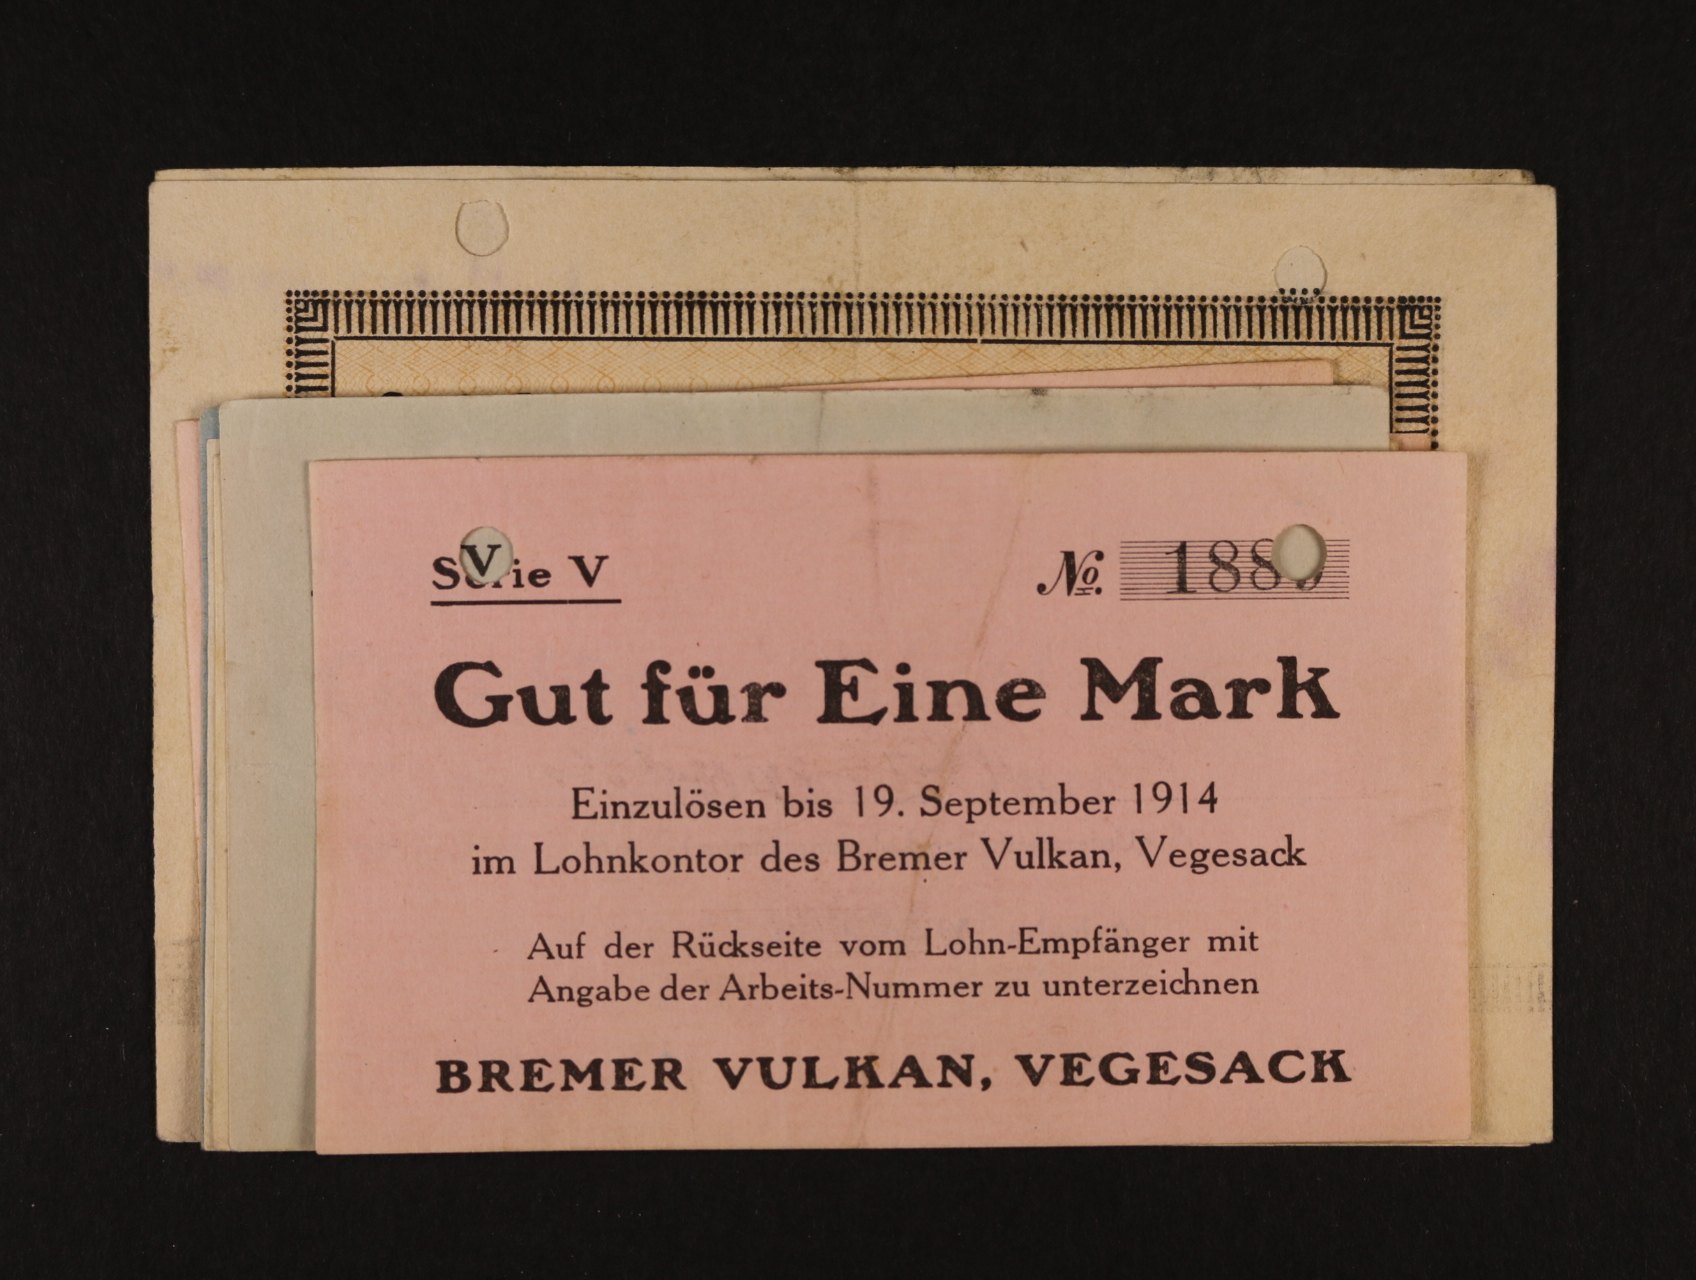 Serie V
No. 188
Gut für Eine Mark
Einzulösen bis 19. September 1914
im Lohnkontor des Bremer Vulkan, Vegesack
Auf der Rückseite vom Lohn-Empfänger mit
Angabe der Arbeits-Nummer zu unterzeichnen
BREMER VULKAN, VEGESACK